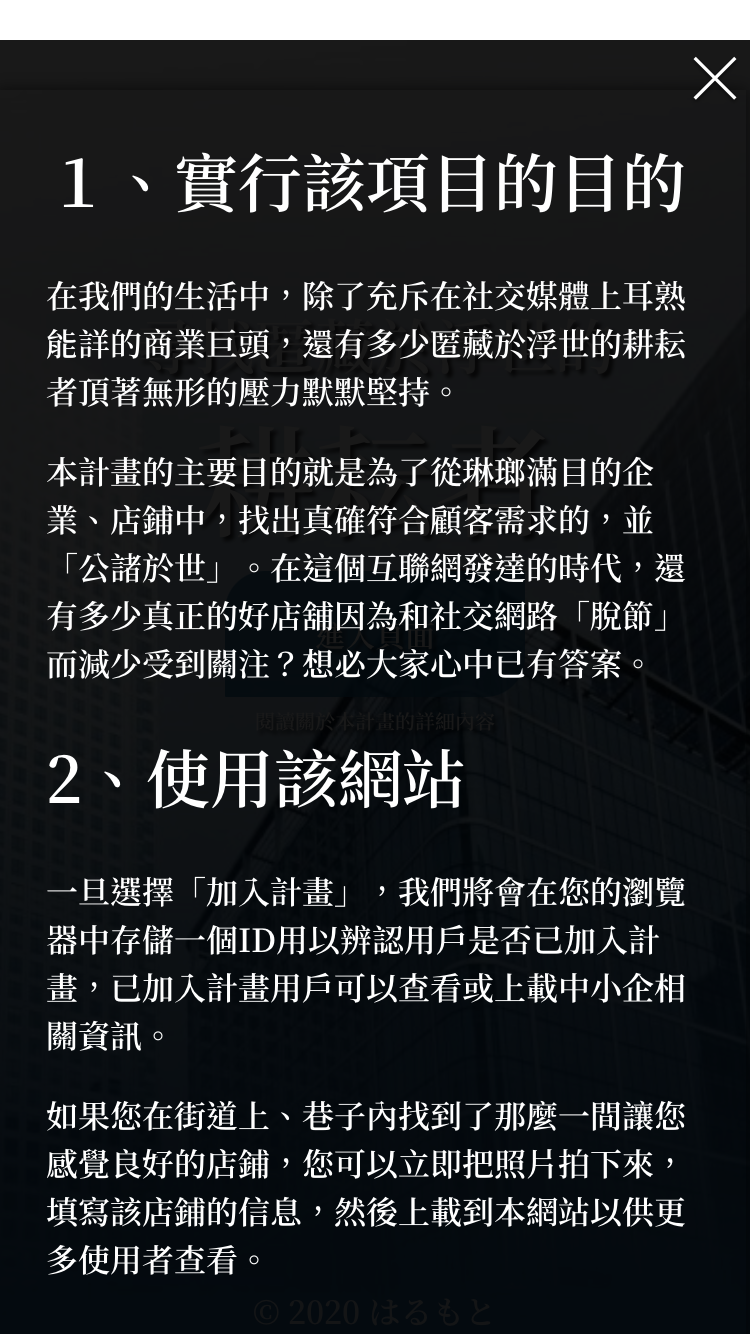 1、實行該項目的目的
在我們的生活中，除了充斥在社交媒體上耳熟
能詳的商業巨頭，還有多少匿藏於浮世的耕耘
者頂著無形的壓力默默堅持。
本計畫的主要目的就是為了從琳瑯滿目的企
業、店鋪中，找出真確符合顧客需求的，並
「公諸於世」。在這個互聯網發達的時代，還
有多少真正的好店舖因為和社交網路「脫節」
而減少受到關注？想必大家心中已有答案。
閱讀關於本計畫的詳細內容
2、使用該網站
一旦選擇「加入計畫」，我們將會在您的瀏覽
器中存儲一個ID用以辨認用戶是否已加入計
畫，已加入計畫用戶可以查看或上載中小企相
關資訊。
如果您在街道上、巷子內找到了那麼一間讓您
感覺良好的店鋪，您可以立即把照片拍下來，
填寫該店鋪的信息，然後上載到本網站以供更
多使用者查看。
© 2020 はるもと